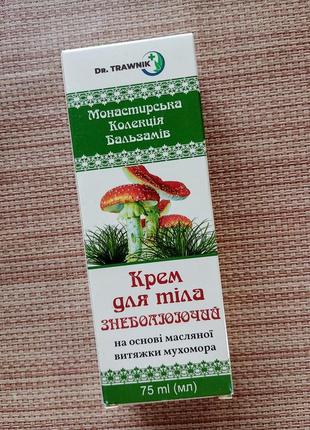 DR. TRAWNIK
Монастирська
Колекція
Бальзамів
Крем
для тіла
ЗНЕБОЛЮЮЧИЙ
на основі масляної
витяжки мухомора
75 ml (мл)